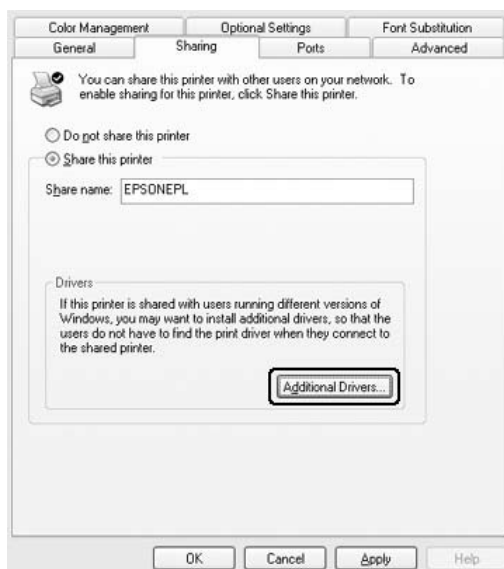 Color Management Optional Settings Font Substitution
General Sharing Ports Advanced
You can share this printer with other users on your network. To
enable sharing for this printer, click Share this printer.
Do not share this printer
Share this printer
Share name: EPSONEPL
Drivers
If this printer is shared with users running different versions of
Windows, you may want to install additional drivers, so that the
users do not have to find the print driver when they connect to
the shared printer.
Additional Drivers...
OK Cancel Apply Help